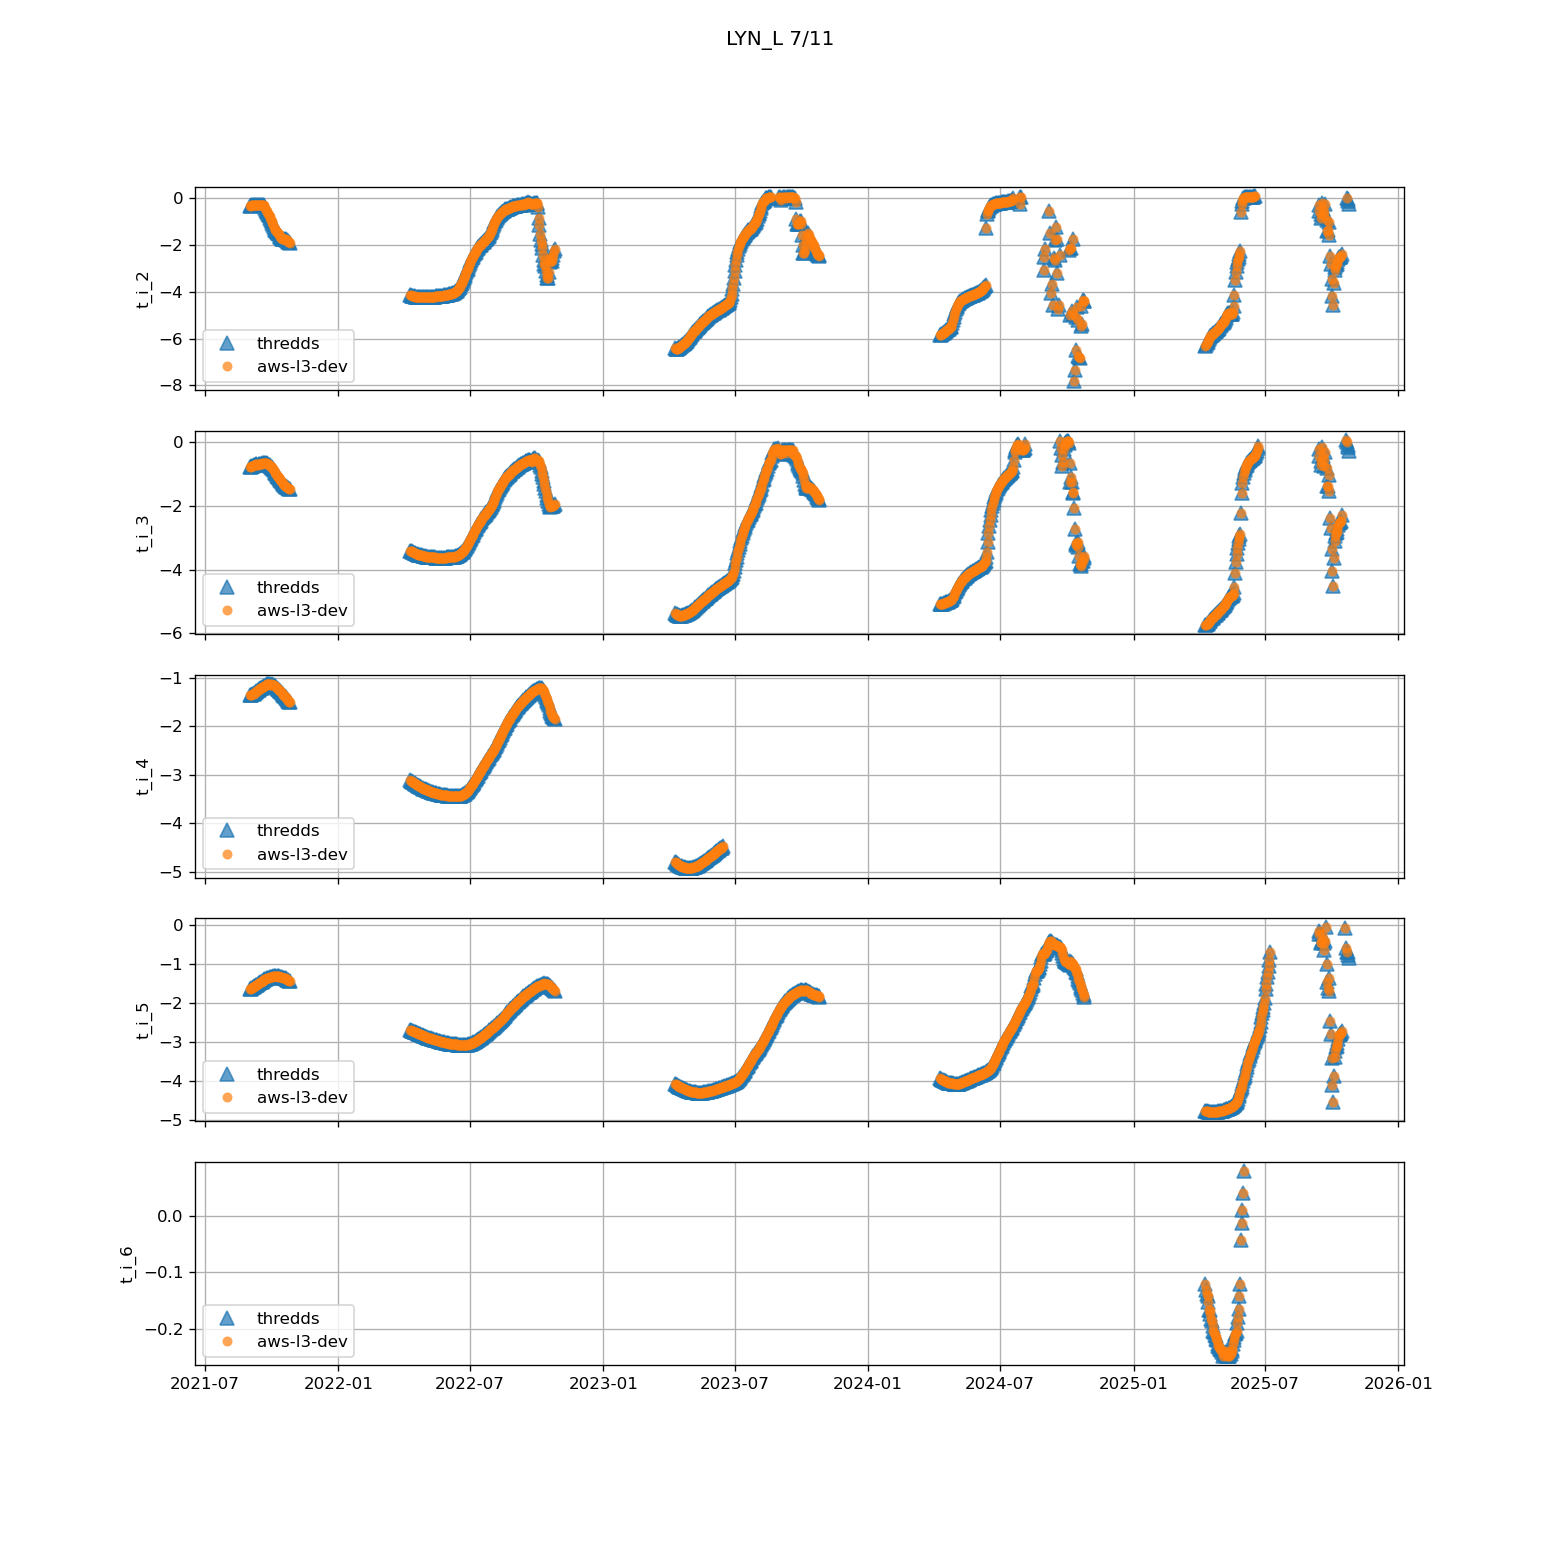 LYN_L 7/11
0
−2
−4
−6
−8
t_i_2
thredds
aws-l3-dev
0
−2
−4
−6
t_i_3
thredds
aws-l3-dev
−1
−2
−3
−4
−5
t_i_4
thredds
aws-l3-dev
0
−1
−2
−3
−4
−5
t_i_5
thredds
aws-l3-dev
0.0
−0.1
−0.2
t_i_6
thredds
aws-l3-dev
2021-07 2022-01 2022-07 2023-01 2023-07 2024-01 2024-07 2025-01 2025-07 2026-01